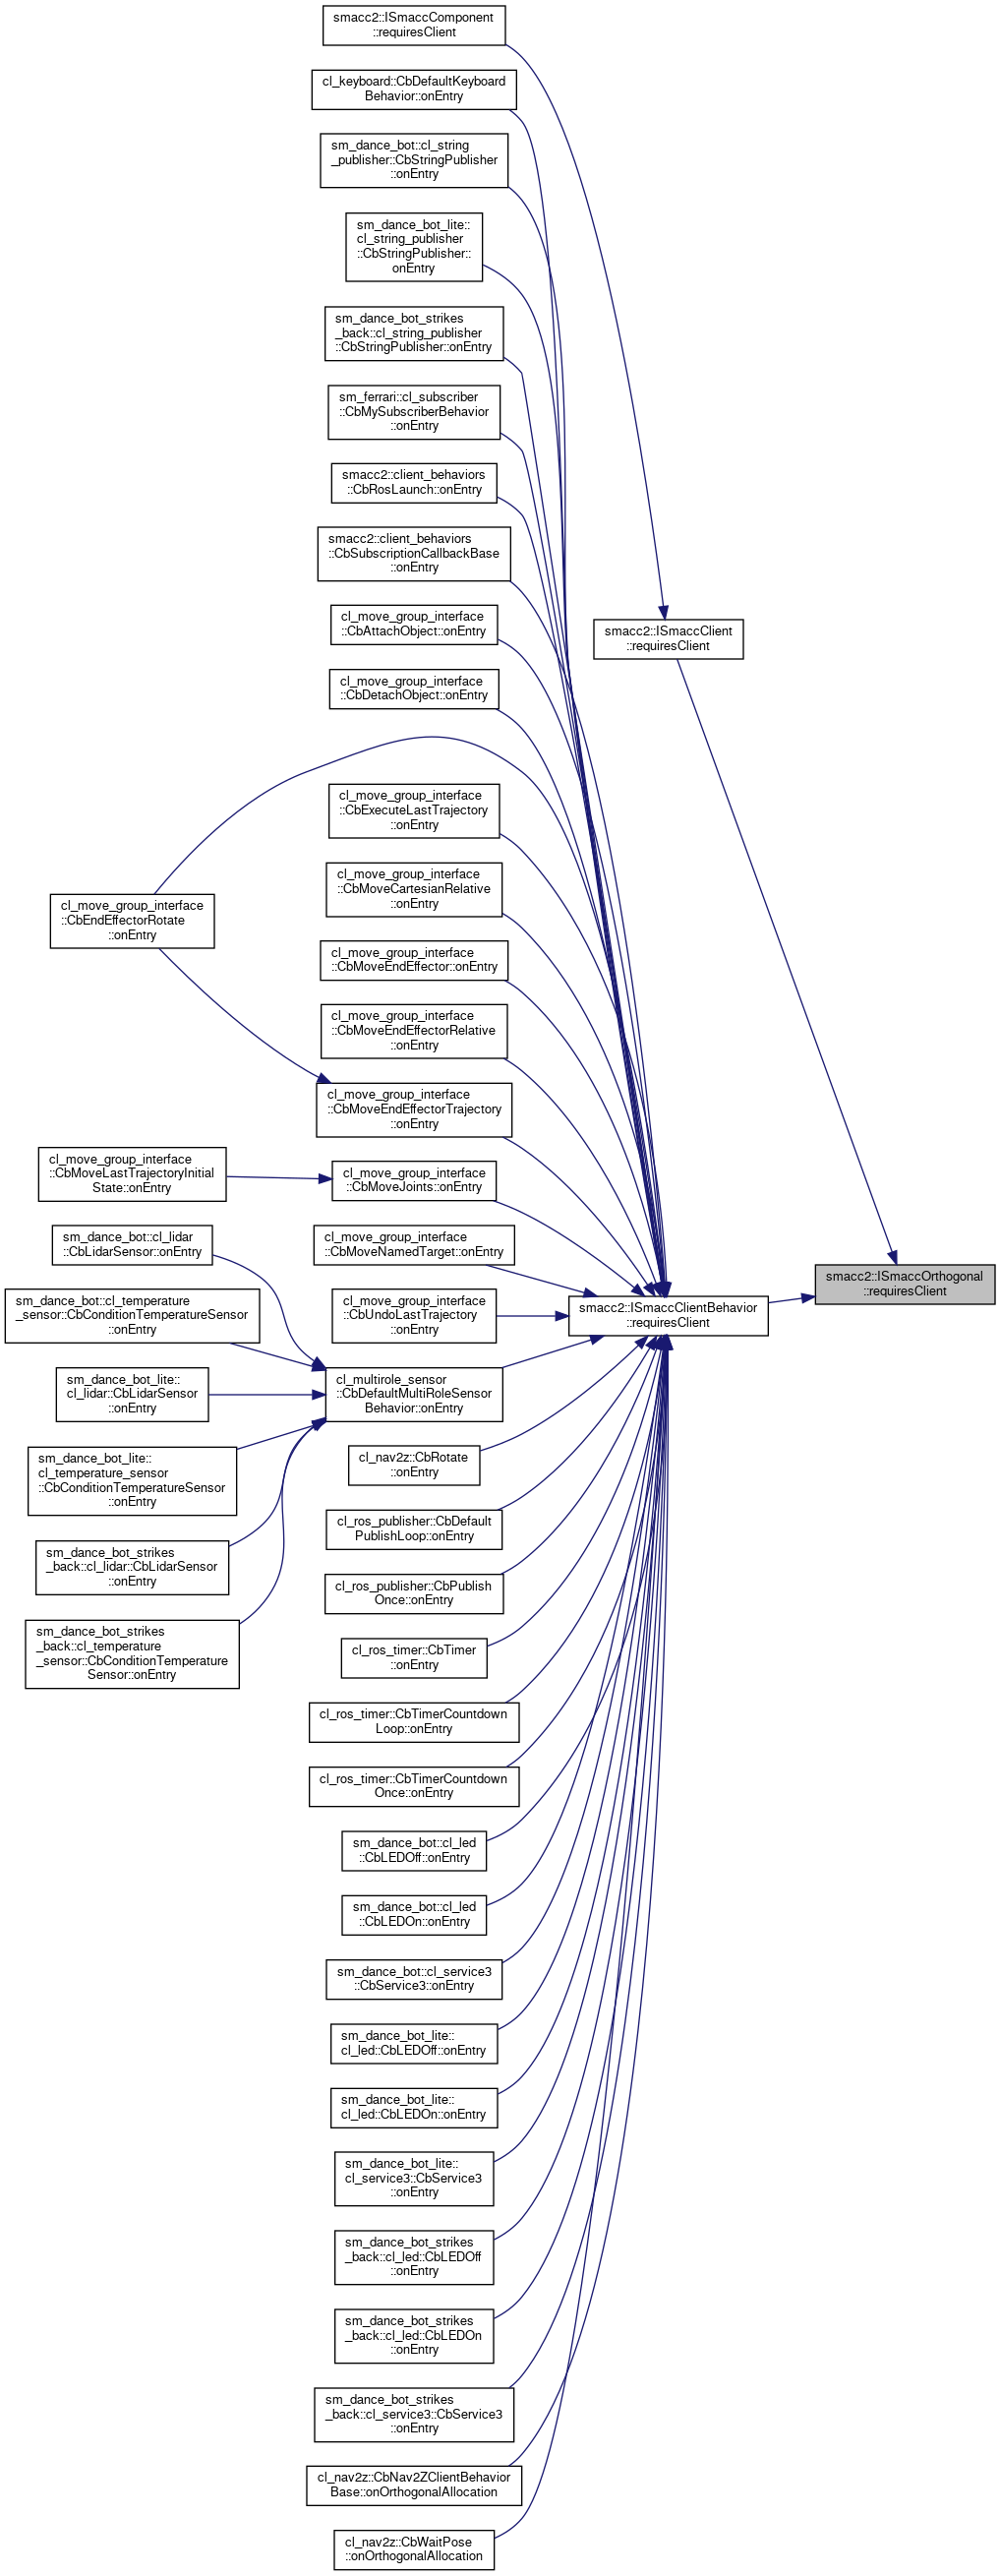 smacc2::ISmaccComponent
::requiresClient
cl_keyboard::CbDefaultKeyboard
Behavior::onEntry
sm_dance_bot::cl_string
_publisher::CbStringPublisher
::onEntry
sm_dance_bot_lite::
cl_string_publisher
::CbStringPublisher::
onEntry
sm_dance_bot_strikes
_back::cl_string_publisher
::CbStringPublisher::onEntry
sm_ferrari::cl_subscriber
::CbMySubscriberBehavior
::onEntry
smacc2::client_behaviors
::CbRosLaunch::onEntry
smacc2::client_behaviors
::CbSubscriptionCallbackBase
::onEntry
cl_move_group_interface
::CbAttachObject::onEntry
smacc2::ISmaccClient
::requiresClient
cl_move_group_interface
::CbDetachObject::onEntry
cl_move_group_interface
::CbExecuteLastTrajectory
::onEntry
cl_move_group_interface
::CbMoveCartesianRelative
::onEntry
cl_move_group_interface
::CbEndEffectorRotate
::onEntry
cl_move_group_interface
::CbMoveEndEffector::onEntry
cl_move_group_interface
::CbMoveEndEffectorRelative
::onEntry
cl_move_group_interface
::CbMoveEndEffectorTrajectory
::onEntry
cl_move_group_interface
::CbMoveLastTrajectoryInitial
State::onEntry
cl_move_group_interface
::CbMoveJoints::onEntry
sm_dance_bot::cl_lidar
::CbLidarSensor::onEntry
cl_move_group_interface
::CbMoveNamedTarget::onEntry
smacc2::ISmaccOrthogonal
::requiresClient
sm_dance_bot::cl_temperature
_sensor::CbConditionTemperatureSensor
::onEntry
cl_move_group_interface
::CbUndoLastTrajectory
::onEntry
smacc2::ISmaccClientBehavior
::requiresClient
sm_dance_bot_lite::
cl_lidar::CbLidarSensor
::onEntry
cl_multirole_sensor
::CbDefaultMultiRoleSensor
Behavior::onEntry
sm_dance_bot_lite::
cl_temperature_sensor
::CbConditionTemperatureSensor
::onEntry
cl_nav2z::CbRotate
::onEntry
cl_ros_publisher::CbDefault
PublishLoop::onEntry
sm_dance_bot_strikes
_back::cl_lidar::CbLidarSensor
::onEntry
cl_ros_publisher::CbPublish
Once::onEntry
sm_dance_bot_strikes
_back::cl_temperature
_sensor::CbConditionTemperature
Sensor::onEntry
cl_ros_timer::CbTimer
::onEntry
cl_ros_timer::CbTimerCountdown
Loop::onEntry
cl_ros_timer::CbTimerCountdown
Once::onEntry
sm_dance_bot::cl_led
::CbLEDOff::onEntry
sm_dance_bot::cl_led
::CbLEDOn::onEntry
sm_dance_bot::cl_service3
::CbService3::onEntry
sm_dance_bot_lite::
cl_led::CbLEDOff::onEntry
sm_dance_bot_lite::
cl_led::CbLEDOn::onEntry
sm_dance_bot_lite::
cl_service3::CbService3
::onEntry
sm_dance_bot_strikes
_back::cl_led::CbLEDOff
::onEntry
sm_dance_bot_strikes
_back::cl_led::CbLEDOn
::onEntry
sm_dance_bot_strikes
_back::cl_service3::CbService3
::onEntry
cl_nav2z::CbNav2ZClientBehavior
Base::onOrthogonalAllocation
cl_nav2z::CbWaitPose
::onOrthogonalAllocation